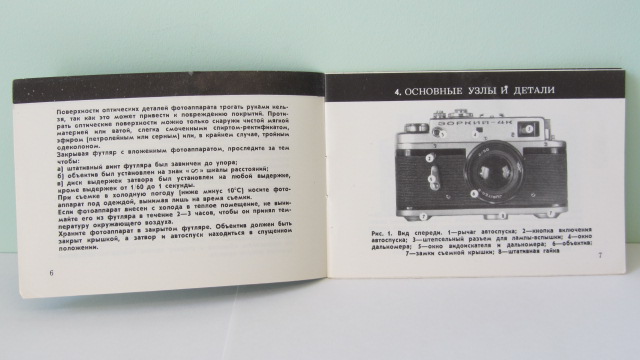 Поверхности оптических деталей фотоаппарата трогать руками нель-
зя, так как это может привести к повреждению покрытий. Проти-
рать оптические поверхности можно только снаружи чистой мягкой
материей или ватой, слегка смоченными спиртом-ректификатом,
эфиром (петролейным или серным) или, в крайнем случае, тройным
одеколоном.
Закрывая футляр с вложенным фотоаппаратом, проследите за тем
чтобы:
а) штативный винт футляра был завинчен до упора;
б) объектив был установлен на знак «∞» шкалы расстояний;
в) диск выдержек затвора был установлен на любой выдержке,
кроме выдержек от 1/60 до 1 секунды.
При съемке в холодную погоду (ниже минус 10°С) носите фото-
аппарат под одеждой, вынимая лишь на время съемки.
Если фотоаппарат внесен с холода в теплое помещение, не выни-
майте его из футляра в течение 2—3 часов, чтобы он принял тем-
пературу окружающего воздуха.
Храните фотоаппарат в закрытом футляре. Объектив должен быть
закрыт крышкой, а затвор и автоспуск находиться в спущенном
положении.
6
4. ОСНОВНЫЕ УЗЛЫ И ДЕТАЛИ
ЗОРКИЙ-4К
Рис. 1. Вид спереди. 1—рычаг автоспуска; 2—кнопка включения
автоспуска; 3—штепсельный разъем для лампы-вспышки; 4—окно
дальномера; 5—окно видоискателя и дальномера; 6—объектив;
7—замки съемной крышки; 8—штативная гайка
7